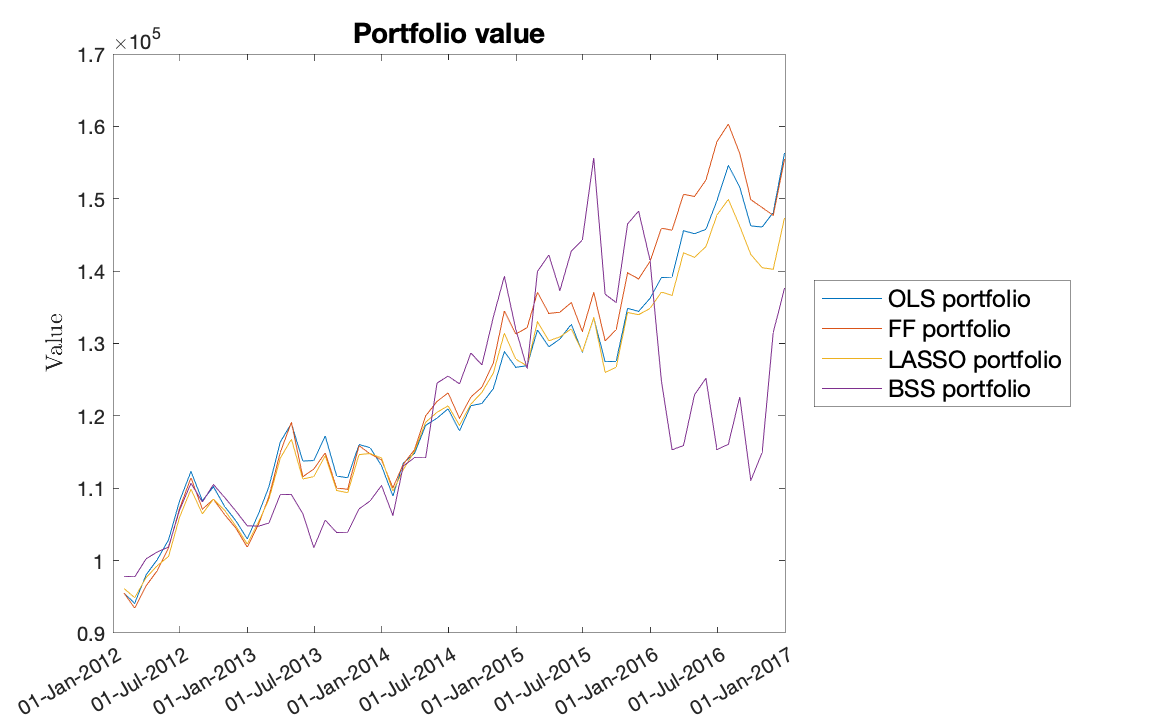 Portfolio value
×10^5
1.7
1.6
1.5
1.4
1.3
1.2
1.1
1
0.9
Value
01-Jan-2012
01-Jul-2012
01-Jan-2013
01-Jul-2013
01-Jan-2014
01-Jul-2014
01-Jan-2015
01-Jul-2015
01-Jan-2016
01-Jul-2016
01-Jan-2017
OLS portfolio
FF portfolio
LASSO portfolio
BSS portfolio